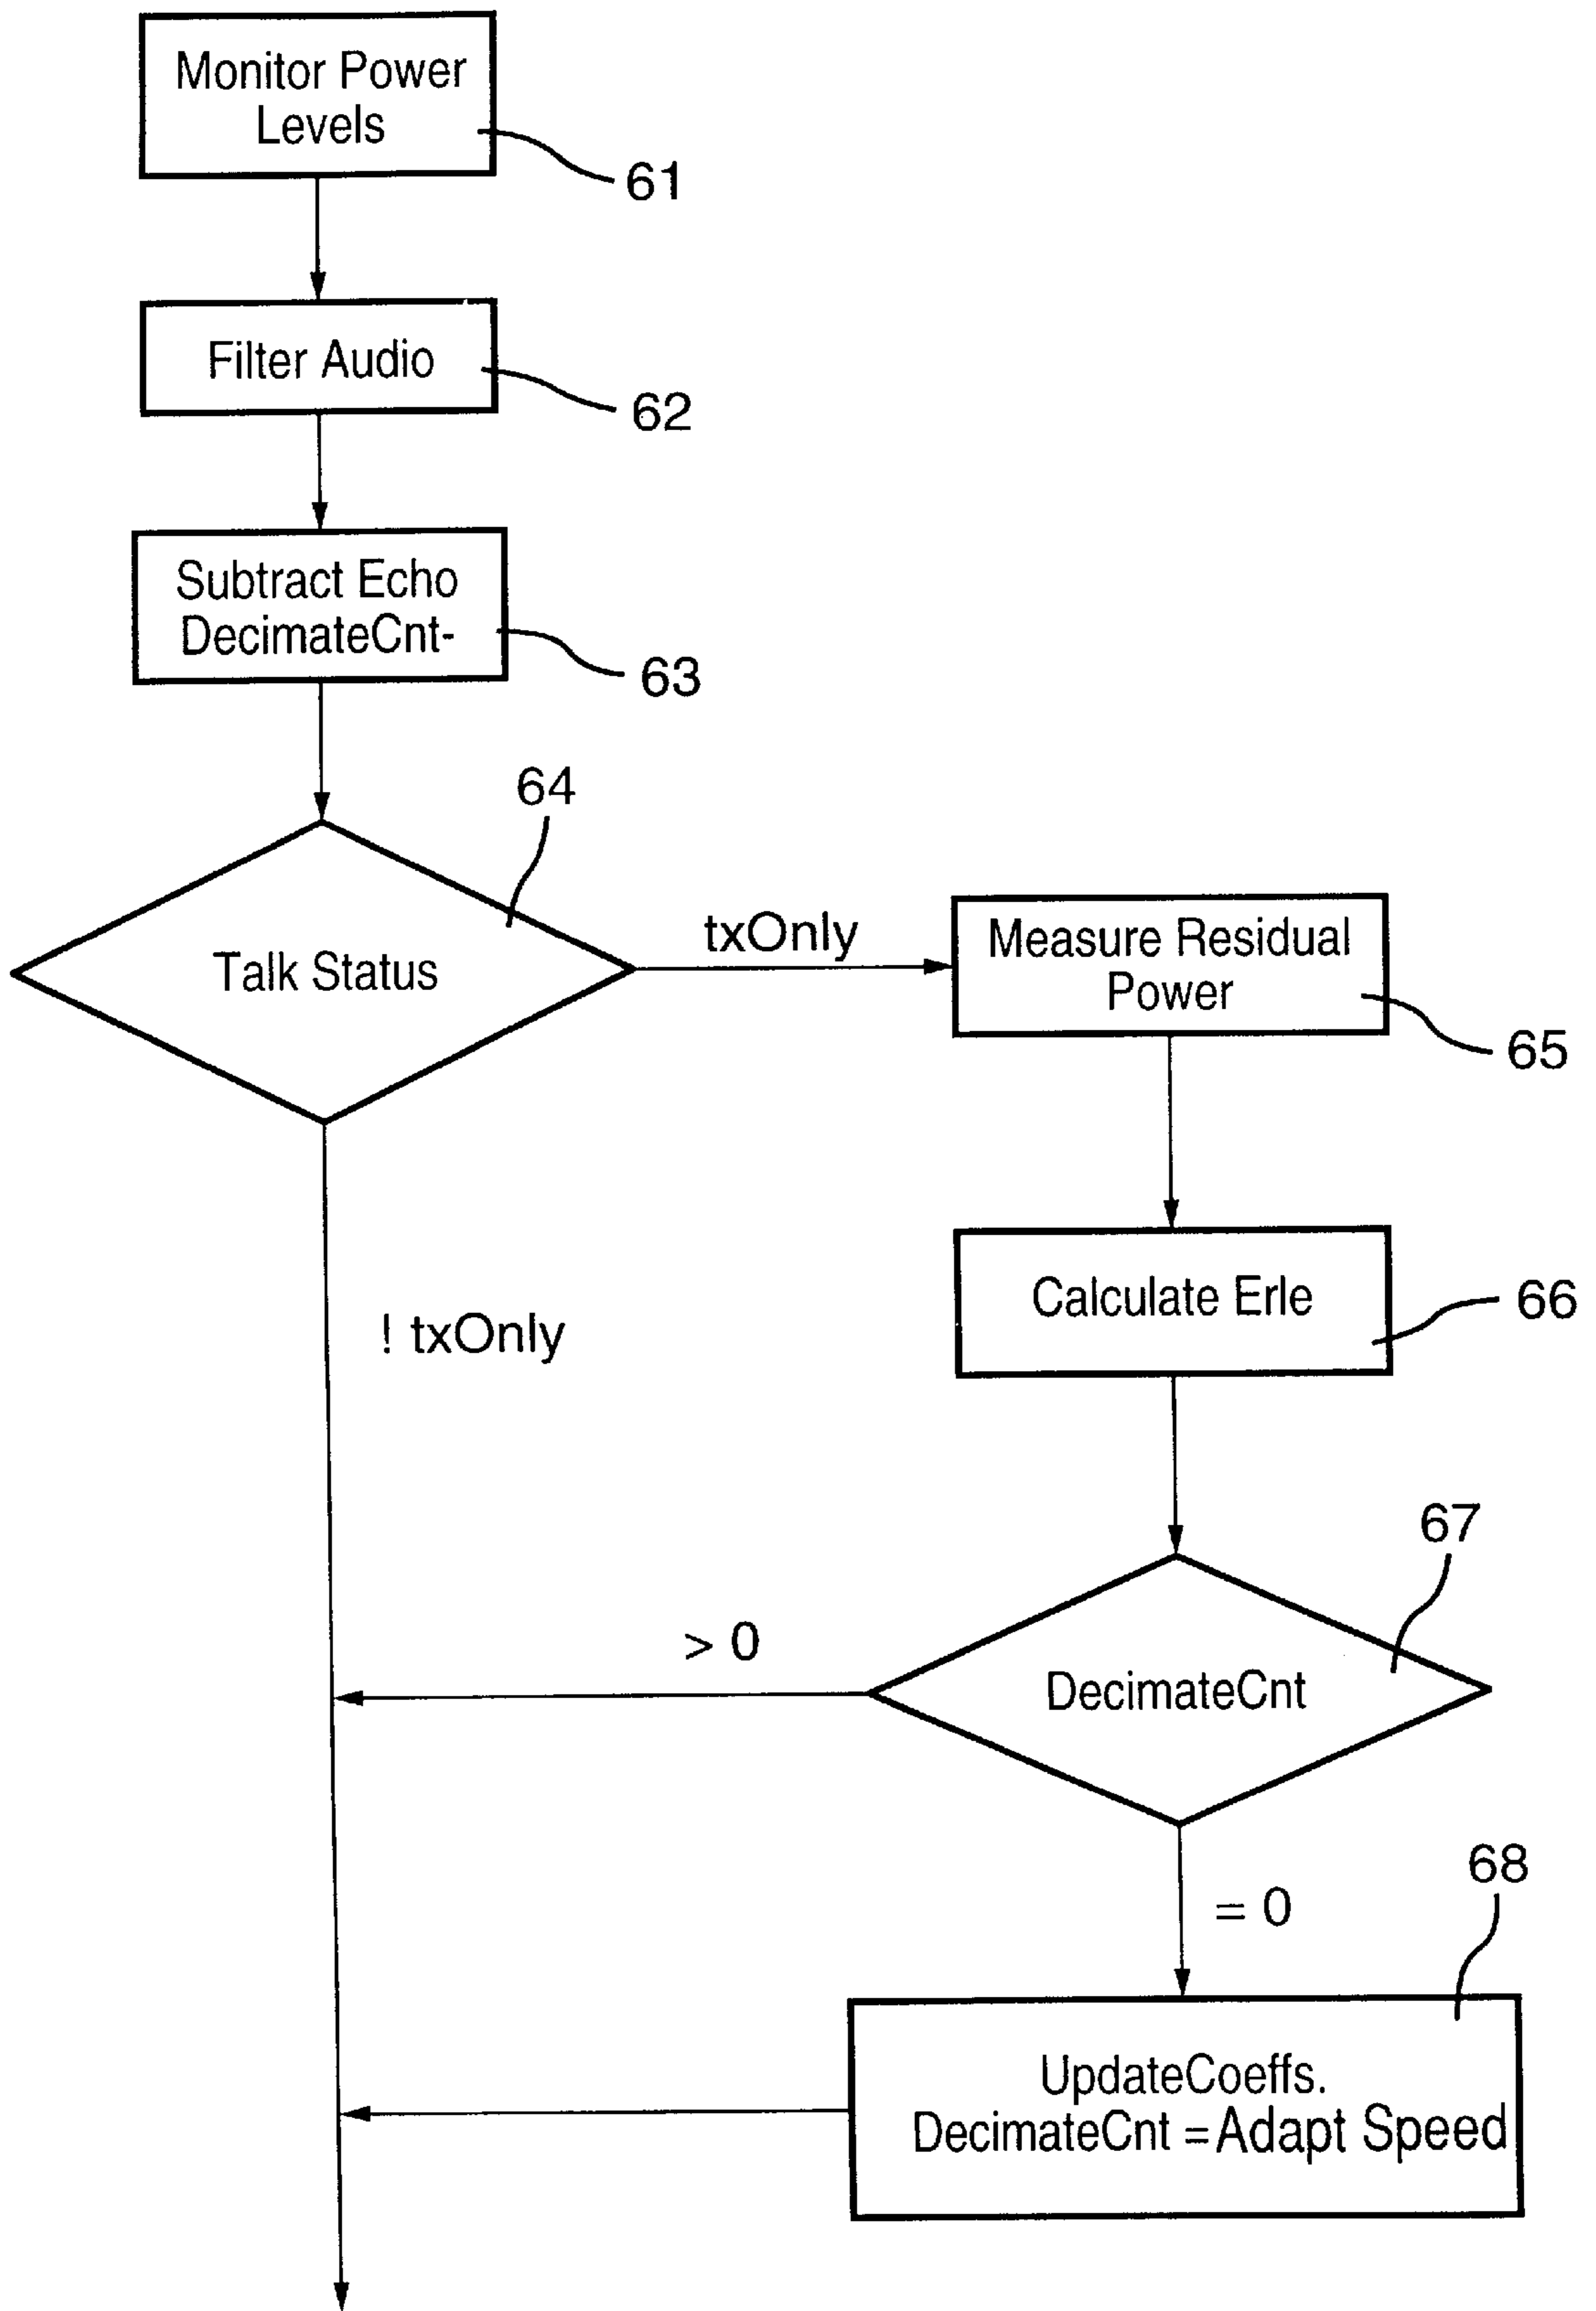 Monitor Power
Levels
61
Filter Audio
62
Subtract Echo
DecimateCnt-
63
64
Talk Status
txOnly
Measure Residual
Power
65
Calculate Erle
66
! txOnly
67
> 0
DecimateCnt
= 0
68
UpdateCoeffs.
DecimateCnt =Adapt Speed